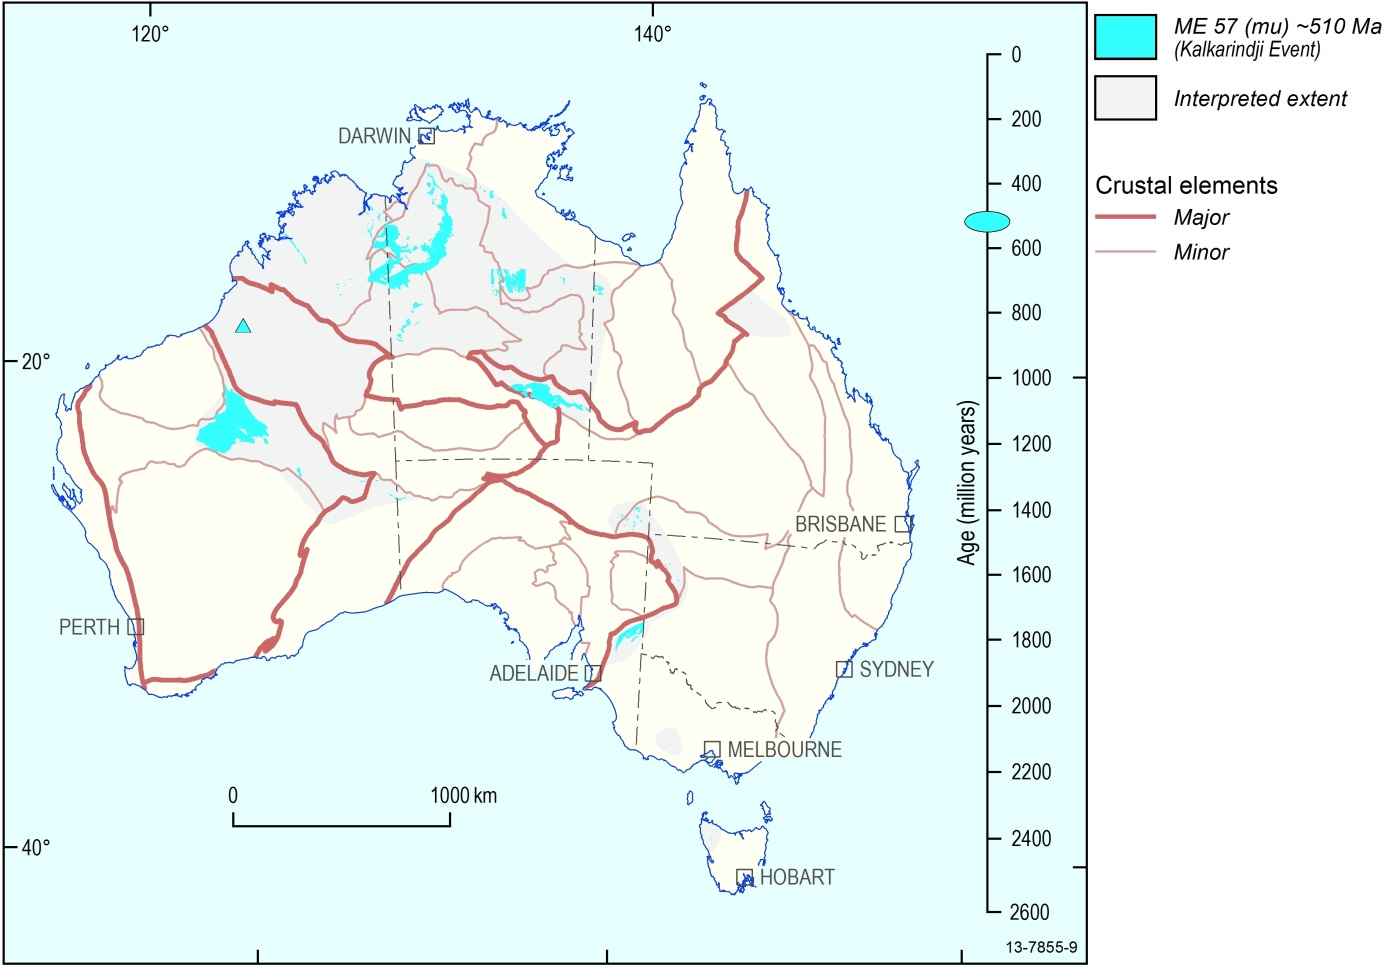 120°
140°
ME 57 (mu) ~510 Ma
(Kalkarindji Event)
Interpreted extent
Crustal elements
Major
Minor
0
200
400
600
800
1000
1200
1400
1600
1800
2000
2200
2400
2600
Age (million years)
DARWIN
20°
BRISBANE
PERTH
ADELAIDE
SYDNEY
MELBOURNE
0 1000 km
40°
HOBART
13-7855-9